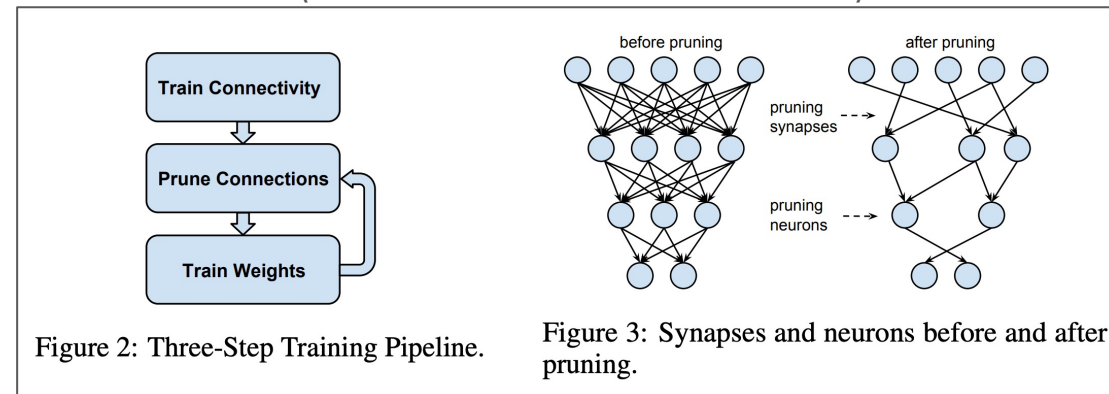 Train Connectivity
Prune Connections
Train Weights
Figure 2: Three-Step Training Pipeline.
before pruning
after pruning
pruning
synapses
pruning
neurons
Figure 3: Synapses and neurons before and after
pruning.